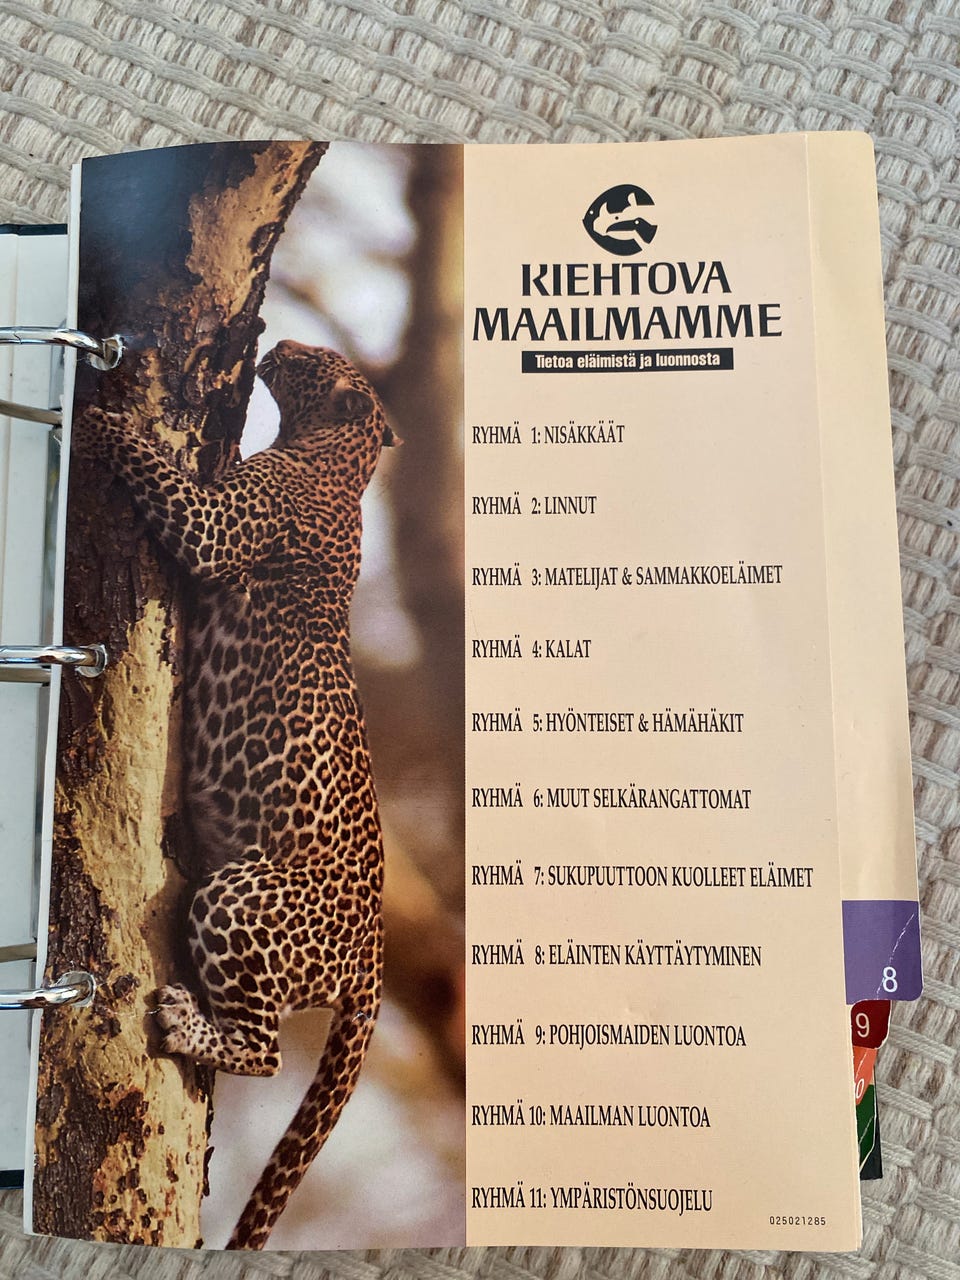 KIEHTOVA
MAAILMAMME
Tietoa eläimistä ja luonnosta
RYHMÄ 1: NISÄKKÄÄT
RYHMÄ 2: LINNUT
RYHMÄ 3: MATELIJAT & SAMMAKKOELÄIMET
RYHMÄ 4: KALAT
RYHMÄ 5: HYÖNTEISET & HÄMÄHÄKIT
RYHMÄ 6: MUUT SELKÄRANGATTOMAT
RYHMÄ 7: SUKUPUUTTOON KUOLLEET ELÄIMET
RYHMÄ 8: ELÄINTEN KÄYTTÄYTYMINEN
8
RYHMÄ 9: POHJOISMAIDEN LUONTOA
9
RYHMÄ 10: MAAILMAN LUONTOA
RYHMÄ 11: YMPÄRISTÖNSUOJELU
025021285